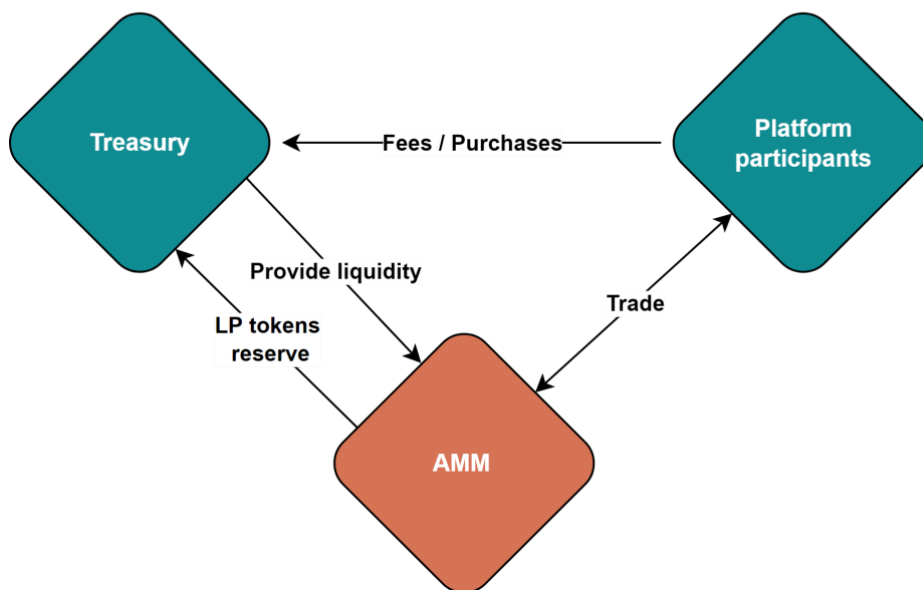 Treasury
Fees / Purchases
Platform
participants
Provide liquidity
LP tokens
reserve
Trade
AMM